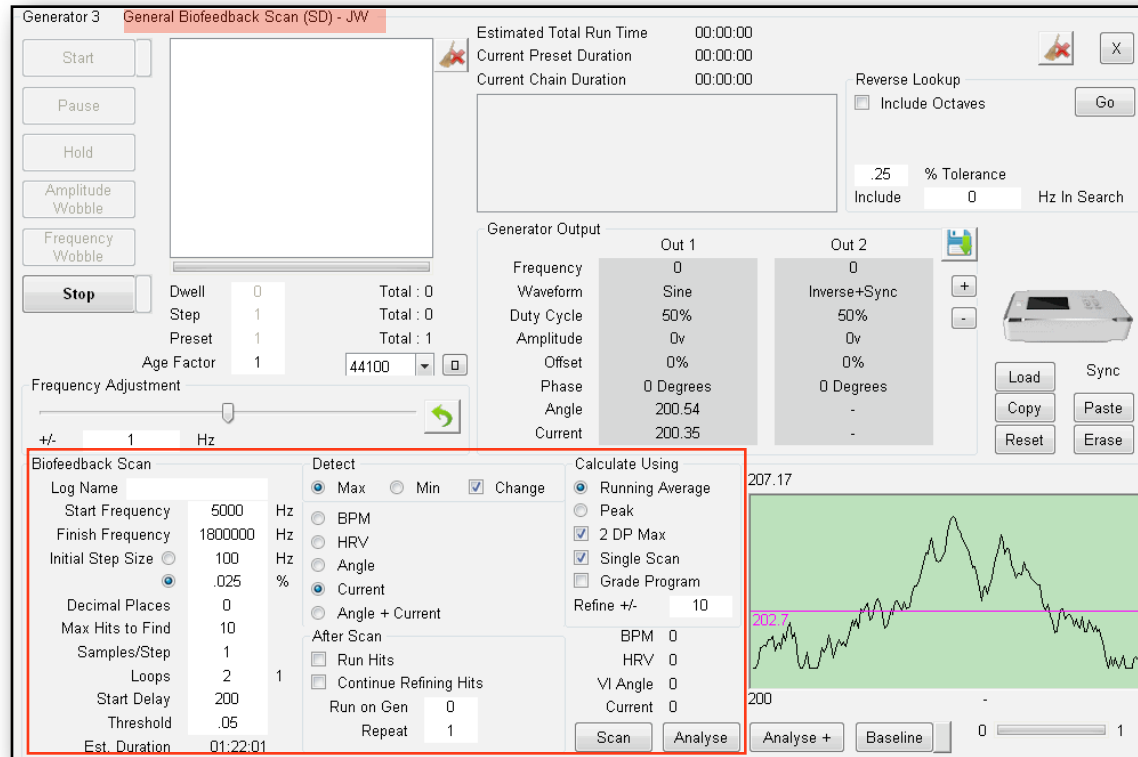 Generator 3 General Biofeedback Scan (SD) - JW
Start
Pause
Hold
Amplitude
Wobble
Frequency
Wobble
Stop
Dwell 0 Total : 0
Step 1 Total : 0
Preset 1 Total : 1
Age Factor 1 44100
Frequency Adjustment
+/- 1 Hz
Estimated Total Run Time 00:00:00
Current Preset Duration 00:00:00
Current Chain Duration 00:00:00
X
Reverse Lookup
Include Octaves Go
.25 % Tolerance
Include 0 Hz In Search
Generator Output
Out 1 Out 2
Frequency 0 0
Waveform Sine Inverse+Sync
Duty Cycle 50% 50%
Amplitude 0v 0v
Offset 0% 0%
Phase 0 Degrees 0 Degrees
Angle 200.54 -
Current 200.35 -
+
-
Load Sync
Copy Paste
Reset Erase
Biofeedback Scan
Log Name
Start Frequency 5000 Hz
Finish Frequency 1800000 Hz
Initial Step Size 100 Hz
.025 %
Decimal Places 0
Max Hits to Find 10
Samples/Step 1
Loops 2 1
Start Delay 200
Threshold .05
Est. Duration 01:22:01
Detect
Max Min Change
BPM
HRV
Angle
Current
Angle + Current
After Scan
Run Hits
Continue Refining Hits
Run on Gen 0
Repeat 1
Calculate Using
Running Average
Peak
2 DP Max
Single Scan
Grade Program
Refine +/- 10
BPM 0
HRV 0
VI Angle 0
Current 0
Scan Analyse
207.17
202.7
200 -
Analyse + Baseline 0 1